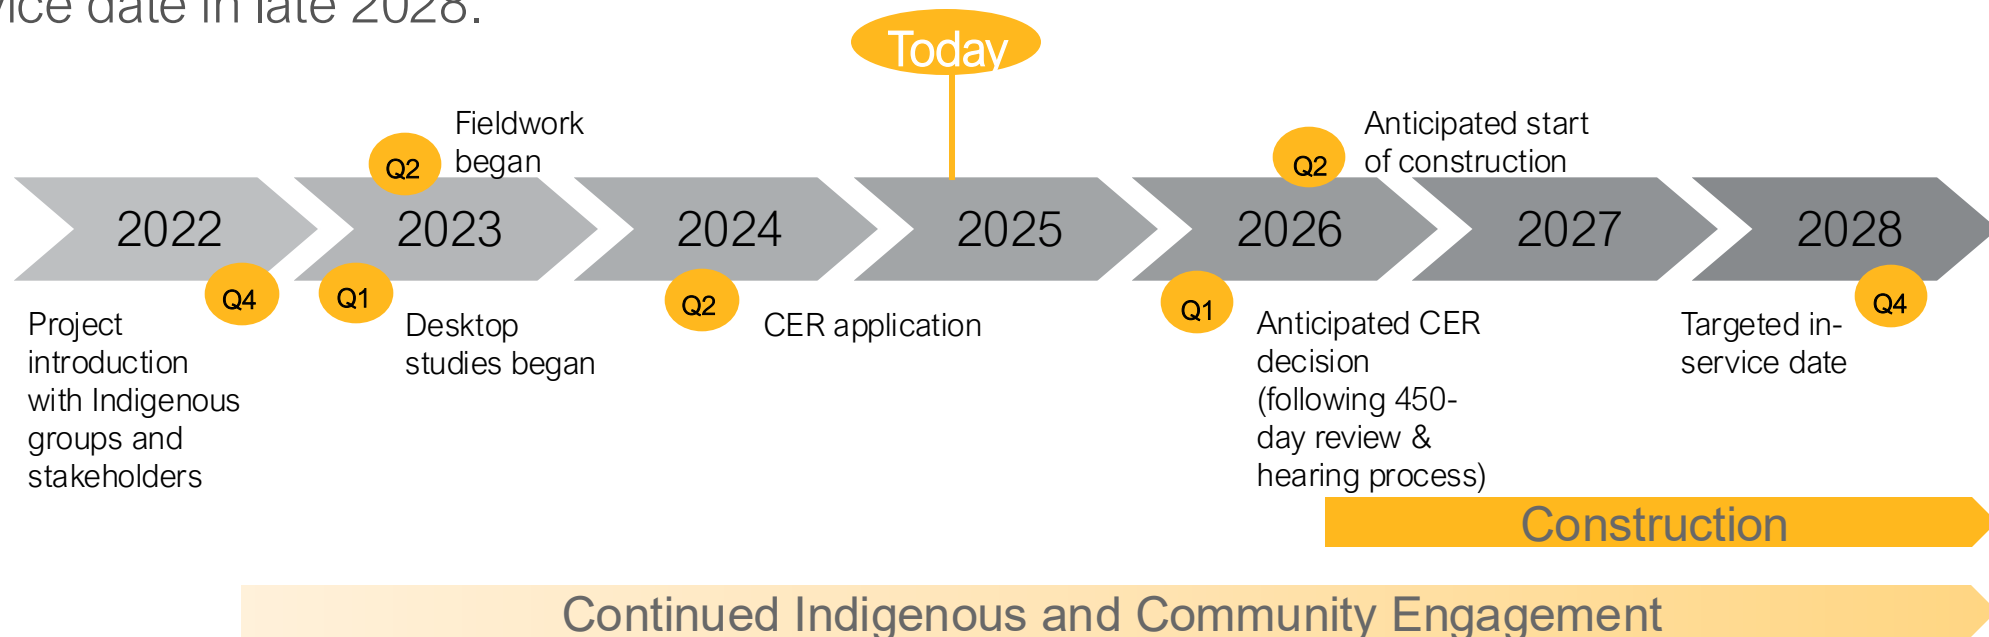 vice date in late 2028.
Today
Fieldwork
began
Q2
Anticipated start
of construction
Q2
2022
2023
2024
2025
2026
2027
2028
Q4
Project
introduction
with Indigenous
groups and
stakeholders
Q1
Desktop
studies began
Q2
CER application
Q1
Anticipated CER
decision
(following 450-
day review &
hearing process)
Targeted in-
service date
Q4
Construction
Continued Indigenous and Community Engagement